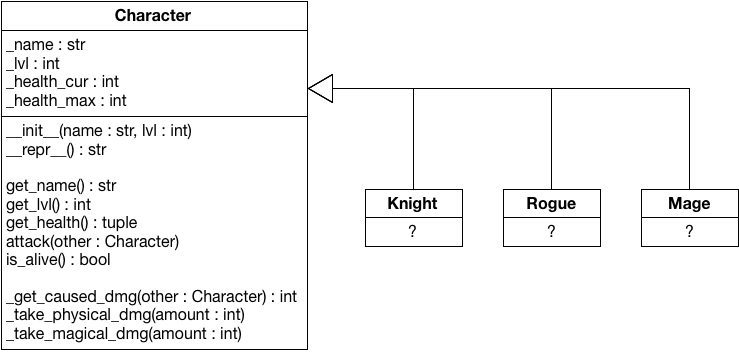 Character
_name : str
_lvl : int
_health_cur : int
_health_max : int
__init__(name : str, lvl : int)
__repr__() : str
get_name() : str
get_lvl() : int
get_health() : tuple
attack(other : Character)
is_alive() : bool
_get_caused_dmg(other : Character) : int
_take_physical_dmg(amount : int)
_take_magical_dmg(amount : int)
Knight
?
Rogue
?
Mage
?